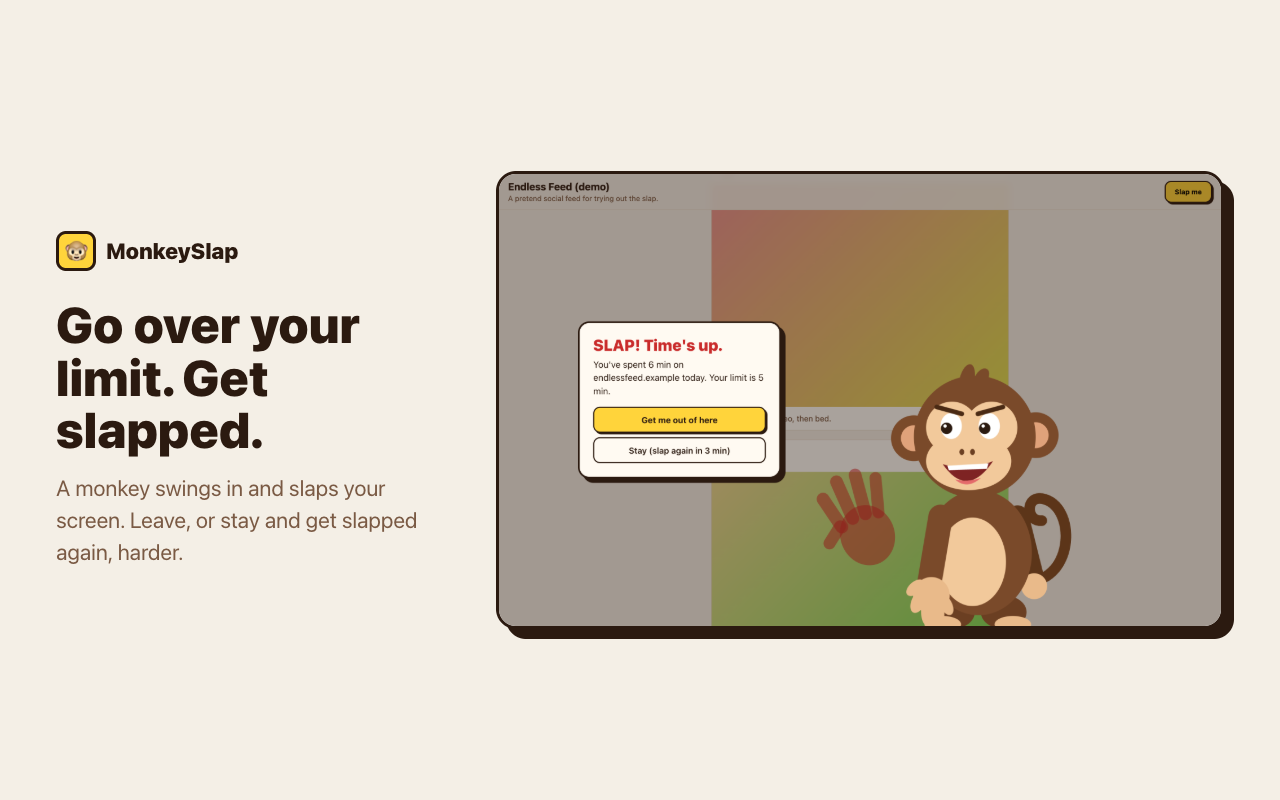 MonkeySlap
Go over your
limit. Get
slapped.
A monkey swings in and slaps your
screen. Leave, or stay and get slapped
again, harder.
Endless Feed (demo)
A pretend social feed for trying out the slap.
Slap me
SLAP! Time's up.
You've spent 6 min on
endlessfeed.example today. Your limit is 5
min.
Get me out of here
Stay (slap again in 3 min)
then bed.